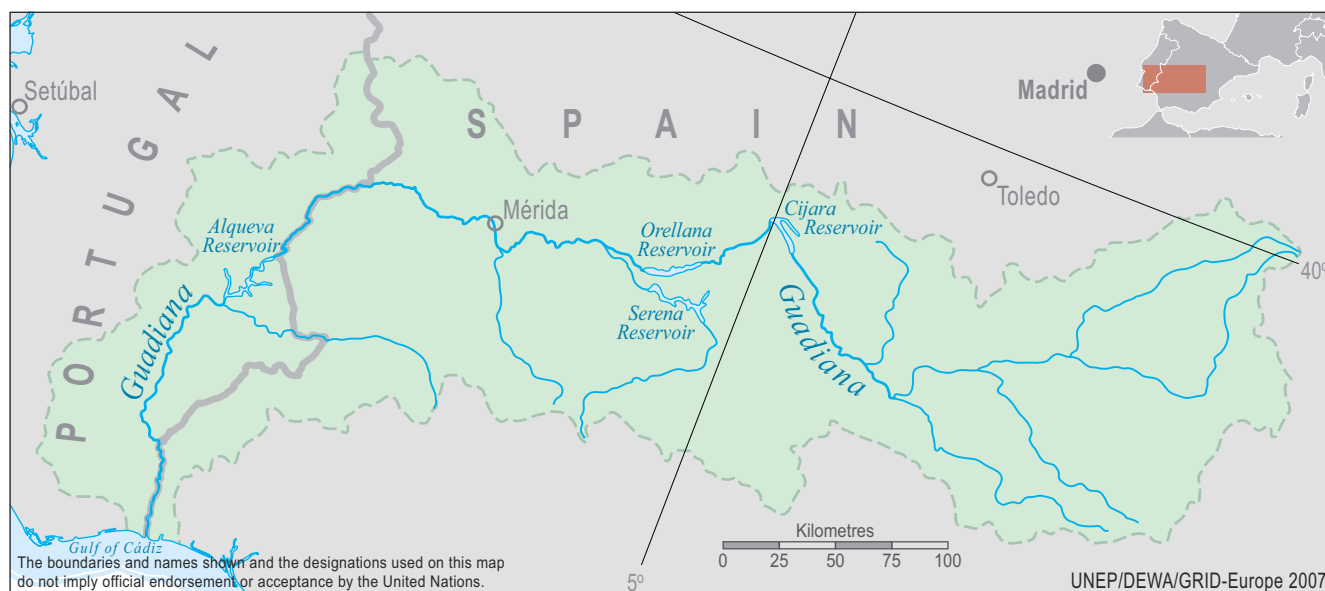 PORTUGAL
SPAIN
Madrid
Setúbal
Toledo
Mérida
Alqueva
Reservoir
Orellana
Reservoir
Cijara
Reservoir
Serena
Reservoir
Guadiana
Guadiana
40º
Gulf of Cádiz
Kilometres
0 25 50 75 100
5º
The boundaries and names shown and the designations used on this map
do not imply official endorsement or acceptance by the United Nations.
UNEP/DEWA/GRID-Europe 2007